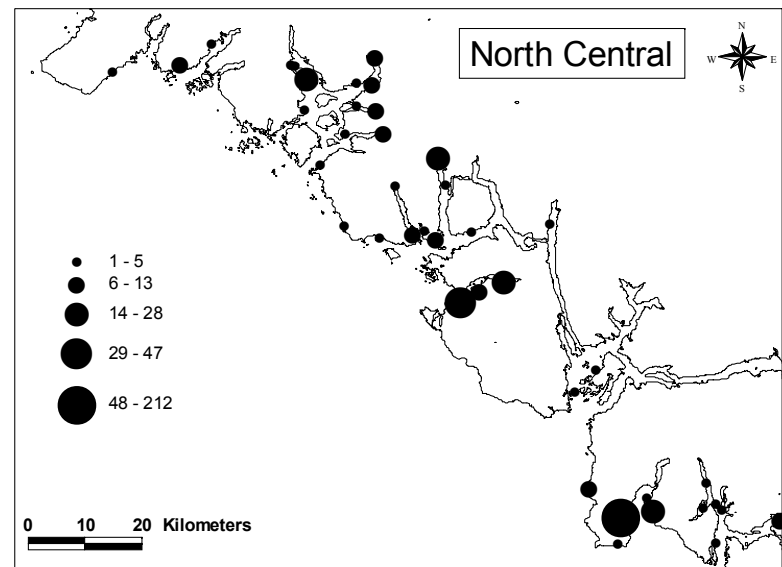 North Central
N
W E
S
1 - 5
6 - 13
14 - 28
29 - 47
48 - 212
0 10 20 Kilometers